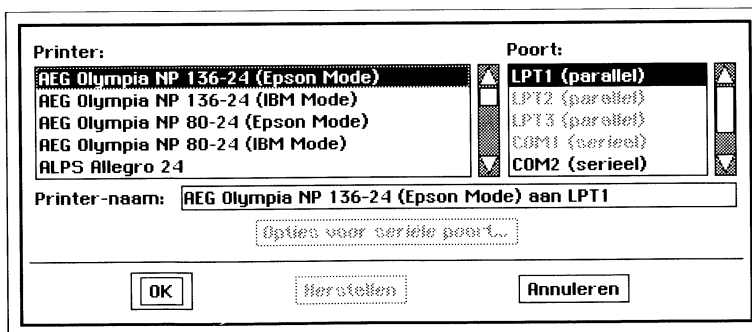 Printer:
AEG Olympia NP 136-24 (Epson Mode)
AEG Olympia NP 136-24 (IBM Mode)
AEG Olympia NP 80-24 (Epson Mode)
AEG Olympia NP 80-24 (IBM Mode)
ALPS Allegro 24
Poort:
LPT1 (parallel)
LPT2 (parallel)
LPT3 (parallel)
COM1 (serieel)
COM2 (serieel)
Printer-naam: AEG Olympia NP 136-24 (Epson Mode) aan LPT1
Opties voor seriële poort...
OK
Herstellen
Annuleren